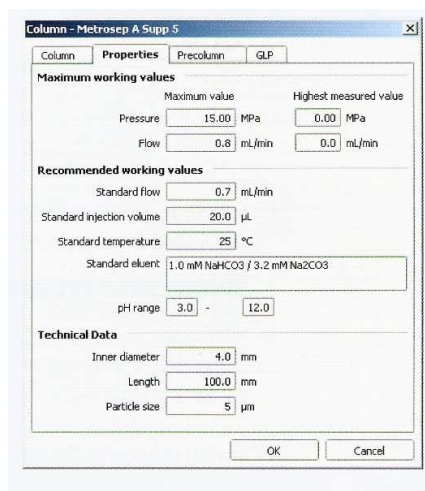 Column - Metrosep A Supp 5
Column Properties Precolumn GLP
Maximum working values
Maximum value Highest measured value
Pressure 15.00 MPa 0.00 MPa
Flow 0.8 mL/min 0.0 mL/min
Recommended working values
Standard flow 0.7 mL/min
Standard injection volume 20.0 µL
Standard temperature 25 °C
Standard eluent 1.0 mM NaHCO3 / 3.2 mM Na2CO3
pH range 3.0 - 12.0
Technical Data
Inner diameter 4.0 mm
Length 100.0 mm
Particle size 5 µm
OK Cancel